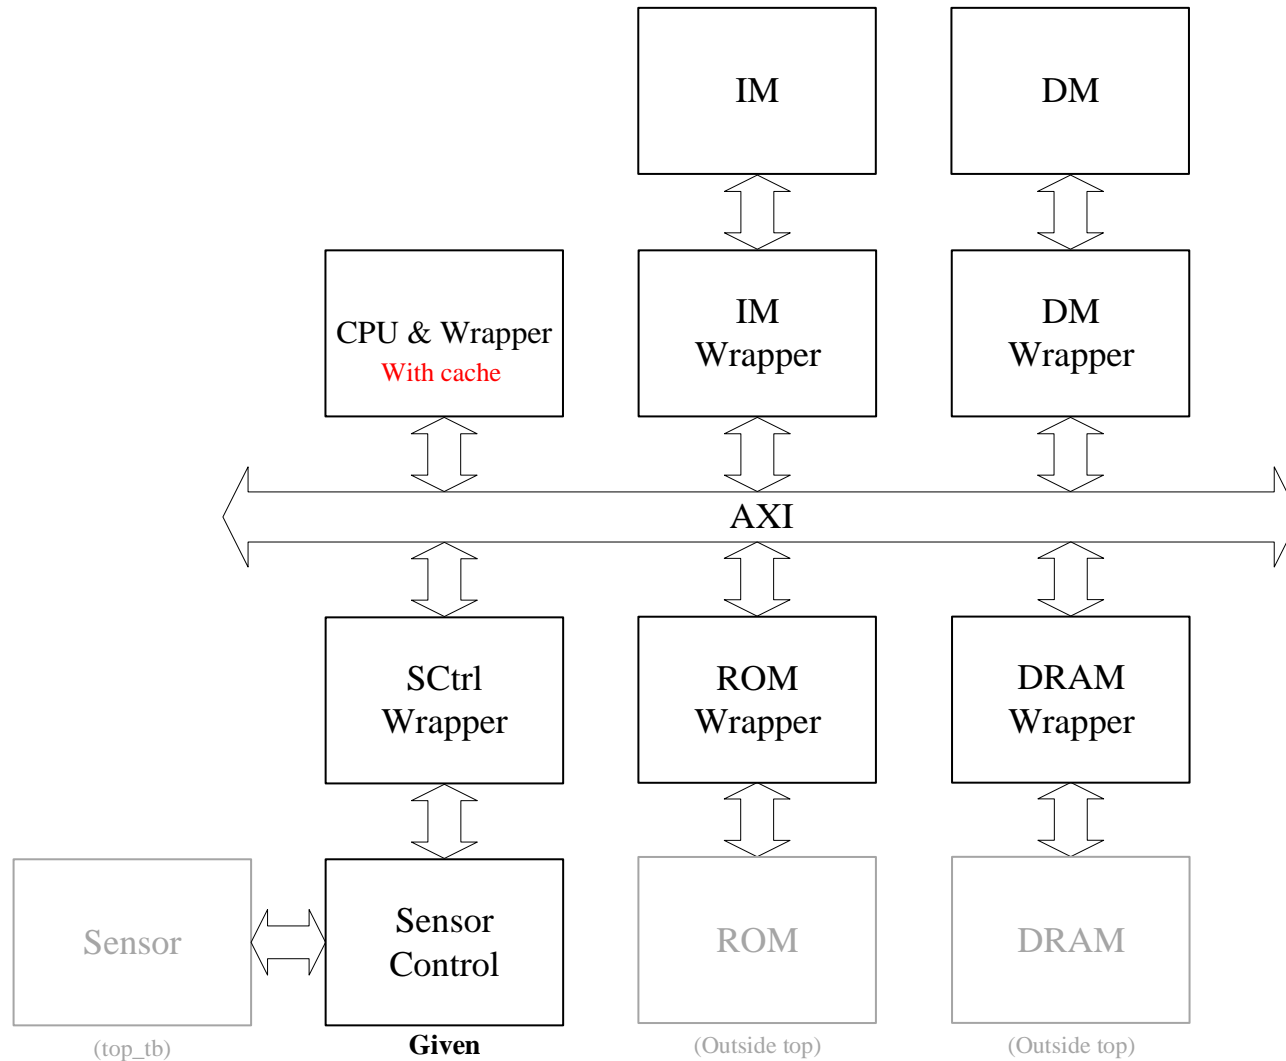 IM
DM
CPU & Wrapper
With cache
IM
Wrapper
DM
Wrapper
AXI
SCtrl
Wrapper
ROM
Wrapper
DRAM
Wrapper
Sensor
Sensor
Control
ROM
DRAM
(top_tb)
Given
(Outside top)
(Outside top)